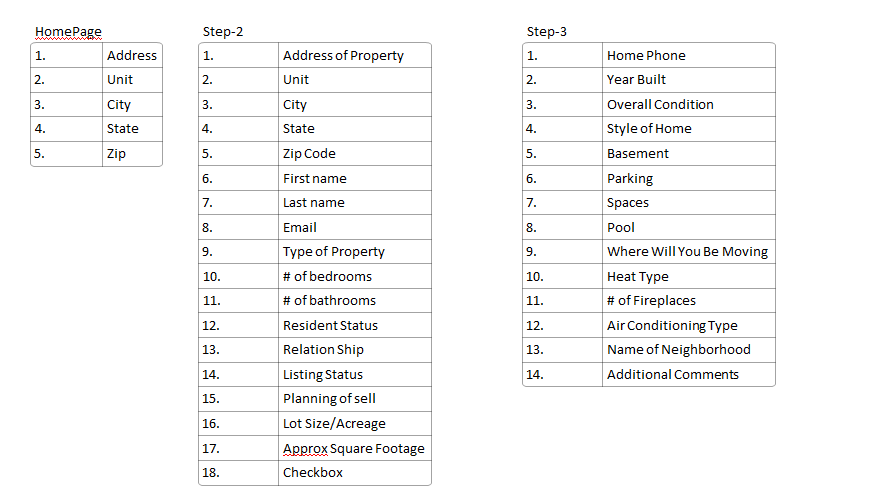 HomePage
1. Address
2. Unit
3. City
4. State
5. Zip
Step-2
1. Address of Property
2. Unit
3. City
4. State
5. Zip Code
6. First name
7. Last name
8. Email
9. Type of Property
10. # of bedrooms
11. # of bathrooms
12. Resident Status
13. Relation Ship
14. Listing Status
15. Planning of sell
16. Lot Size/Acreage
17. Approx Square Footage
18. Checkbox
Step-3
1. Home Phone
2. Year Built
3. Overall Condition
4. Style of Home
5. Basement
6. Parking
7. Spaces
8. Pool
9. Where Will You Be Moving
10. Heat Type
11. # of Fireplaces
12. Air Conditioning Type
13. Name of Neighborhood
14. Additional Comments